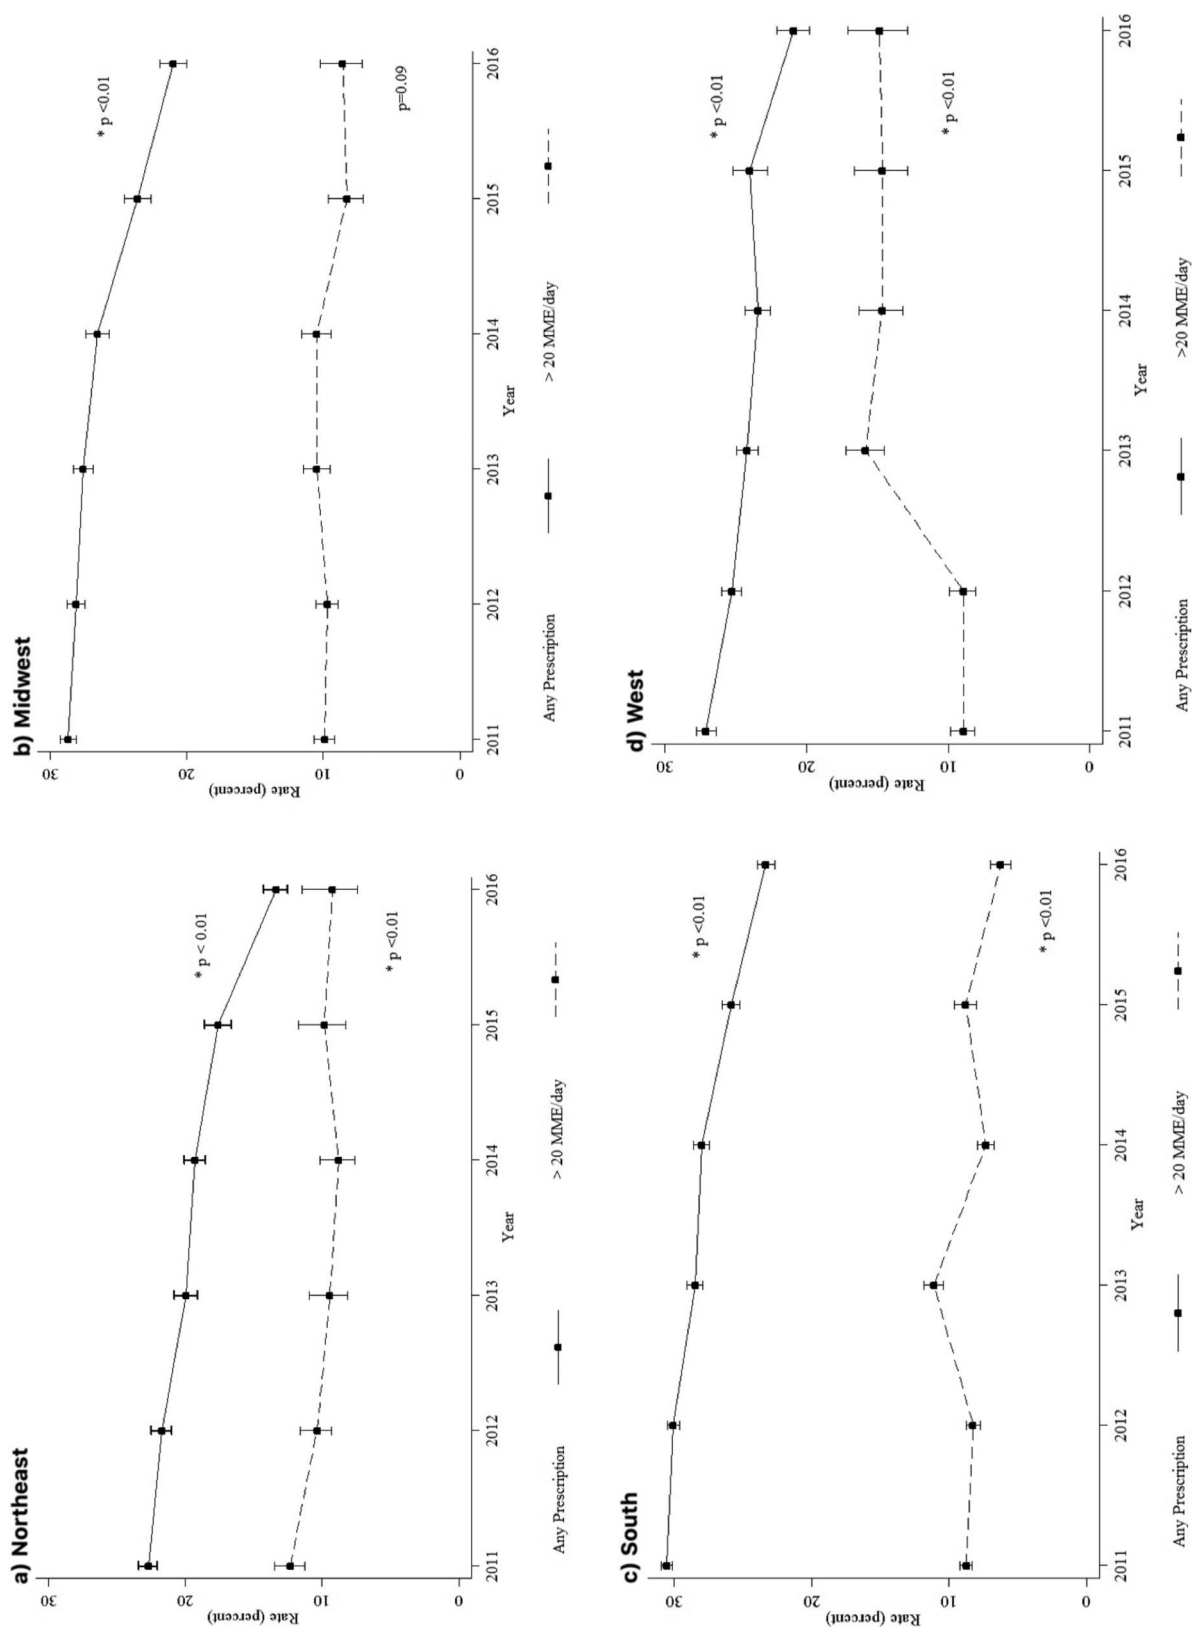 a) Northeast
30
20
10
0
Rate (percent)
* p < 0.01
* p <0.01
2011 2012 2013 2014 2015 2016
Year
Any Prescription > 20 MME/day
b) Midwest
30
20
10
0
Rate (percent)
* p <0.01
p=0.09
2011 2012 2013 2014 2015 2016
Year
Any Prescription > 20 MME/day
c) South
30
20
10
0
Rate (percent)
* p <0.01
* p <0.01
2011 2012 2013 2014 2015 2016
Year
Any Prescription > 20 MME/day
d) West
30
20
10
0
Rate (percent)
* p <0.01
* p <0.01
2011 2012 2013 2014 2015 2016
Year
Any Prescription >20 MME/day